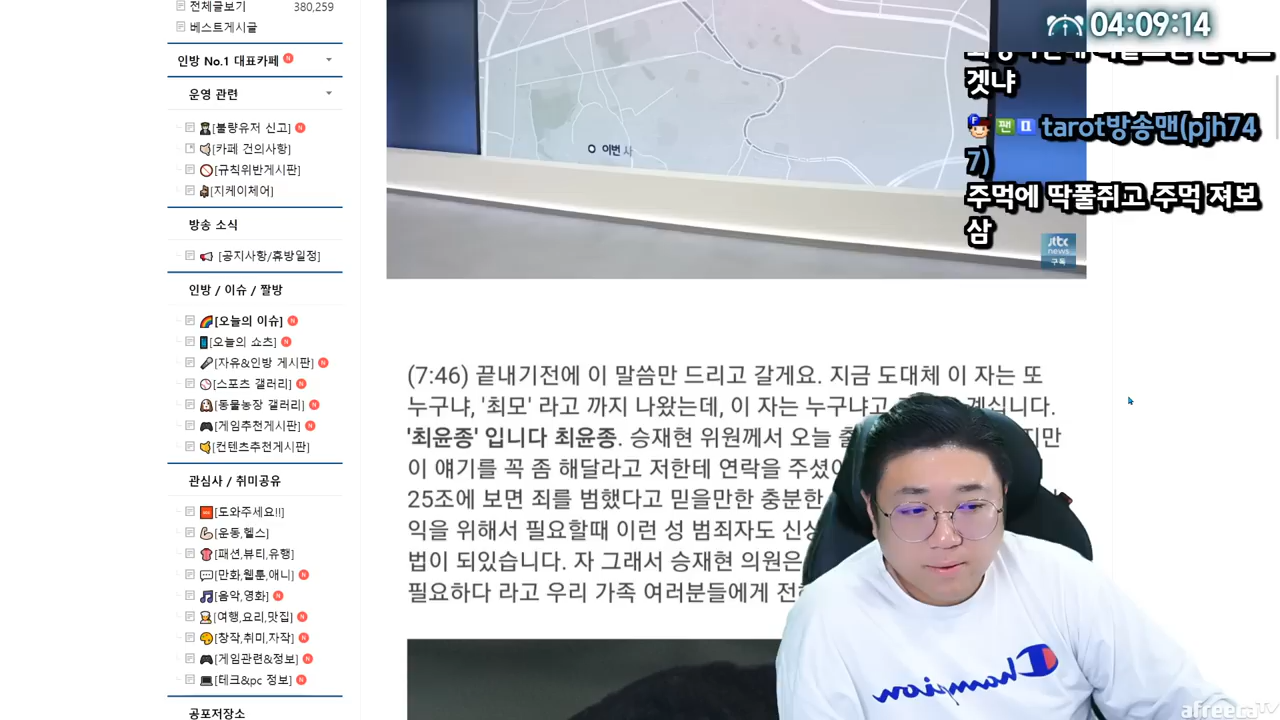 전체글보기 380,259
베스트게시글
인방 No.1 대표카페 N
운영 관련
[불량유저 신고] N
[카페 건의사항]
[규칙위반게시판]
[지케이체어]
방송 소식
[공지사항/휴방일정]
인방 / 이슈 / 짤방
[오늘의 이슈] N
[오늘의 쇼츠] N
[자유&인방 게시판] N
[스포츠 갤러리] N
[동물농장 갤러리] N
[게임추천게시판] N
[컨텐츠추천게시판]
관심사 / 취미공유
[도와주세요!!]
[운동,헬스]
[패션,뷰티,유행]
[만화,웹툰,애니] N
[음악,영화] N
[여행,요리,맛집] N
[창작,취미,자작] N
[게임관련&정보] N
[테크&pc 정보] N
공포저장소
이번 사
jtbc
news
구독
(7:46) 끝내기전에 이 말씀만 드리고 갈게요. 지금 도대체 이 자는 또
누구냐, '최모' 라고 까지 나왔는데, 이 자는 누구냐고 계십니다.
'최윤종' 입니다 최윤종. 승재현 위원께서 오늘 지만
이 얘기를 꼭 좀 해달라고 저한테 연락을 주셨
25조에 보면 죄를 범했다고 믿을만한 충분한
익을 위해서 필요할때 이런 성 범죄자도 신상
법이 되있습니다. 자 그래서 승재현 의원은
필요하다 라고 우리 가족 여러분들에게 전
04:09:14
겟냐
F 팬 tarot방송맨(pjh74
7)
주먹에 딱풀쥐고 주먹 져보
삼
Champion
afreecaTV